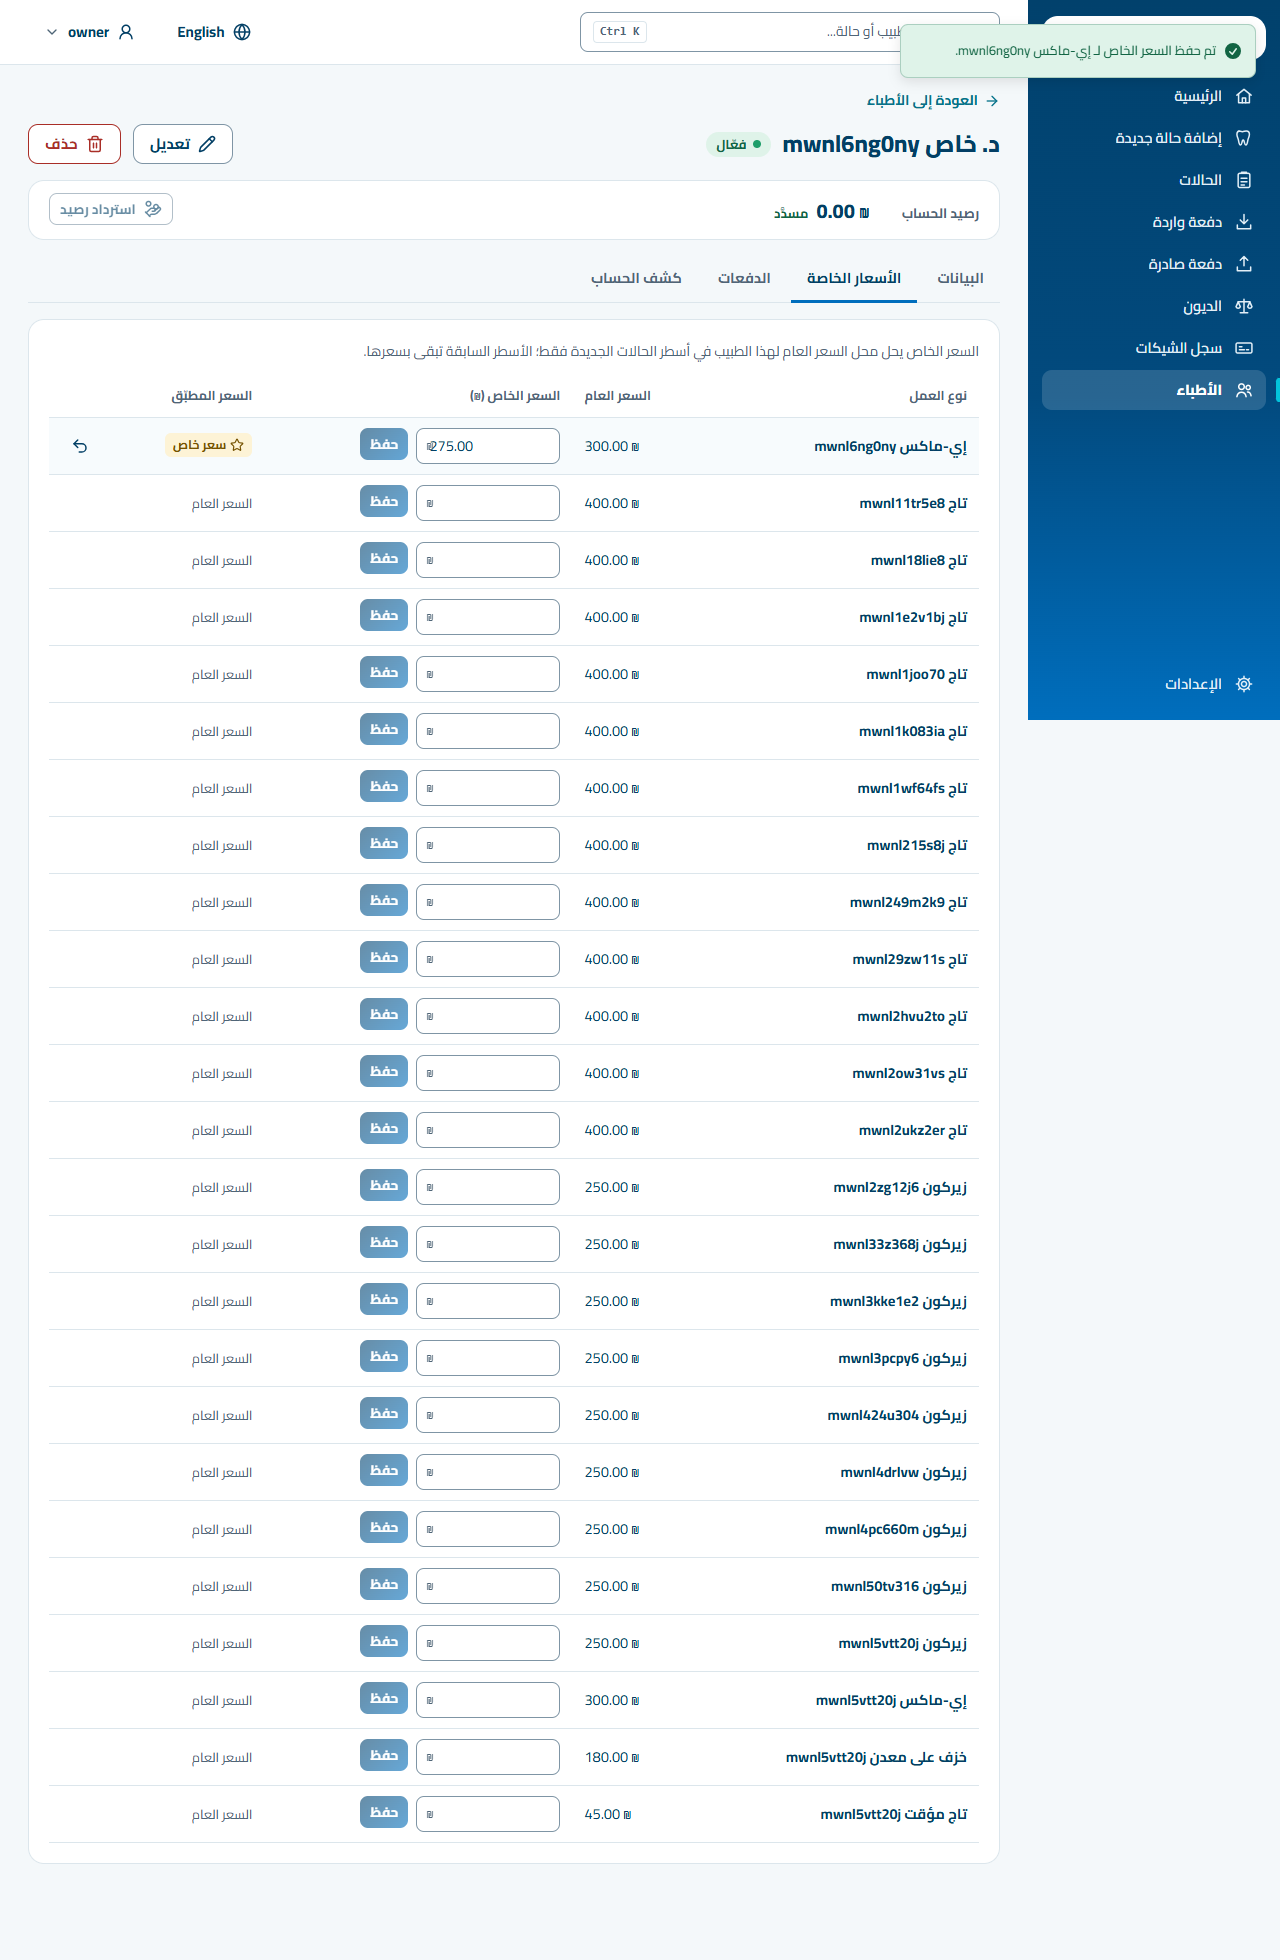 تم حفظ السعر الخاص لـ إي-ماكس mwnl6ng0ny.
طبيب أو حالة...
Ctrl K
English
owner
الرئيسية
إضافة حالة جديدة
الحالات
دفعة واردة
دفعة صادرة
الديون
سجل الشيكات
الأطباء
الإعدادات
العودة إلى الأطباء
د. خاص mwnl6ng0ny
فعّال
تعديل
حذف
رصيد الحساب
₪ 0.00 مسدَّد
استرداد رصيد
البيانات
الأسعار الخاصة
الدفعات
كشف الحساب
السعر الخاص يحل محل السعر العام لهذا الطبيب في أسطر الحالات الجديدة فقط؛ الأسطر السابقة تبقى بسعرها.
نوع العمل السعر العام السعر الخاص (₪) السعر المطبّق
إي-ماكس mwnl6ng0ny 300.00 ₪ 275.00 ₪ حفظ سعر خاص
تاج mwnl11tr5e8 400.00 ₪ ₪ حفظ السعر العام
تاج mwnl18lie8 400.00 ₪ ₪ حفظ السعر العام
تاج mwnl1e2v1bj 400.00 ₪ ₪ حفظ السعر العام
تاج mwnl1joo70 400.00 ₪ ₪ حفظ السعر العام
تاج mwnl1k083ia 400.00 ₪ ₪ حفظ السعر العام
تاج mwnl1wf64fs 400.00 ₪ ₪ حفظ السعر العام
تاج mwnl215s8j 400.00 ₪ ₪ حفظ السعر العام
تاج mwnl249m2k9 400.00 ₪ ₪ حفظ السعر العام
تاج mwnl29zw11s 400.00 ₪ ₪ حفظ السعر العام
تاج mwnl2hvu2to 400.00 ₪ ₪ حفظ السعر العام
تاج mwnl2ow31vs 400.00 ₪ ₪ حفظ السعر العام
تاج mwnl2ukz2er 400.00 ₪ ₪ حفظ السعر العام
زيركون mwnl2zg12j6 250.00 ₪ ₪ حفظ السعر العام
زيركون mwnl33z368j 250.00 ₪ ₪ حفظ السعر العام
زيركون mwnl3kke1e2 250.00 ₪ ₪ حفظ السعر العام
زيركون mwnl3pcpy6 250.00 ₪ ₪ حفظ السعر العام
زيركون mwnl424u304 250.00 ₪ ₪ حفظ السعر العام
زيركون mwnl4drlvw 250.00 ₪ ₪ حفظ السعر العام
زيركون mwnl4pc660m 250.00 ₪ ₪ حفظ السعر العام
زيركون mwnl50tv316 250.00 ₪ ₪ حفظ السعر العام
زيركون mwnl5vtt20j 250.00 ₪ ₪ حفظ السعر العام
إي-ماكس mwnl5vtt20j 300.00 ₪ ₪ حفظ السعر العام
خزف على معدن mwnl5vtt20j 180.00 ₪ ₪ حفظ السعر العام
تاج مؤقت mwnl5vtt20j 45.00 ₪ ₪ حفظ السعر العام